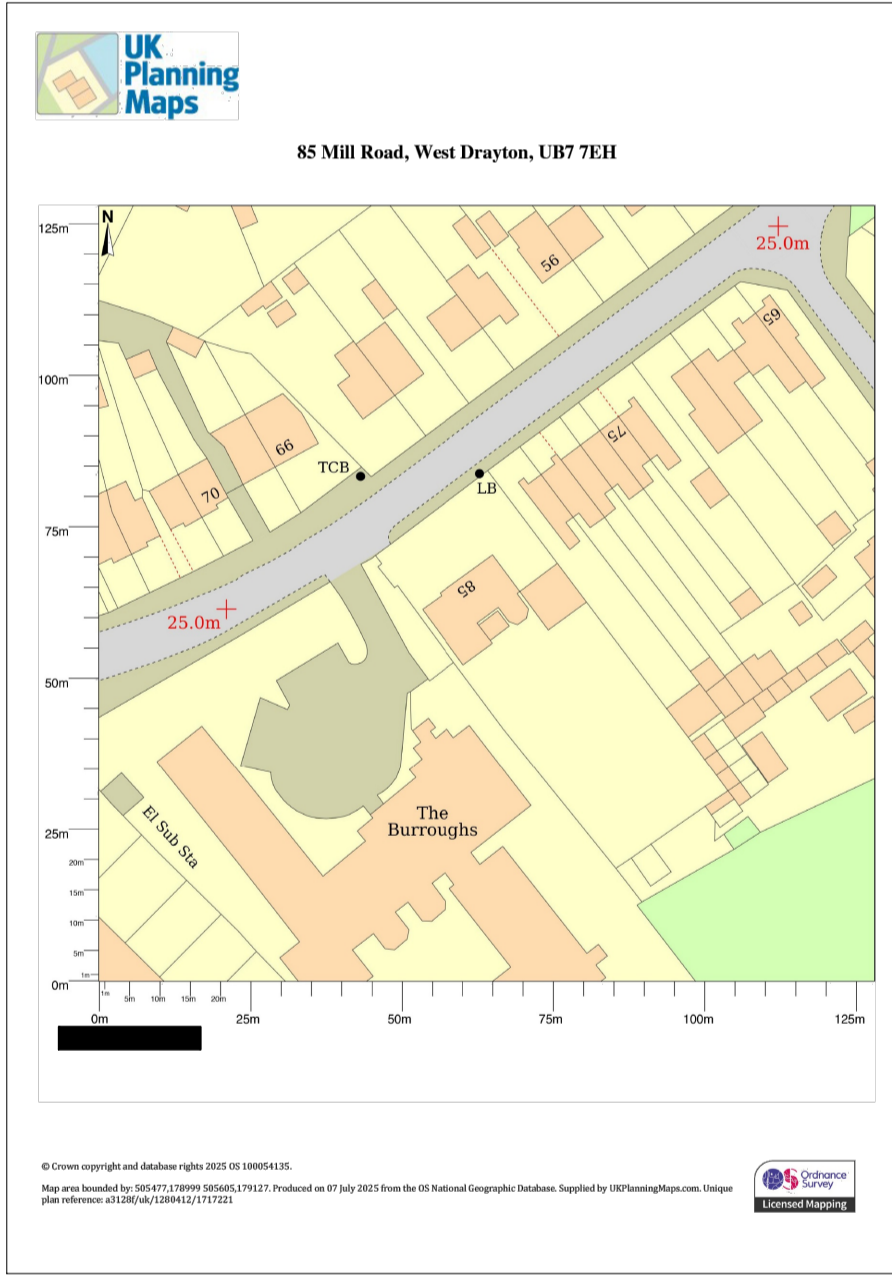 UK
Planning
Maps
85 Mill Road, West Drayton, UB7 7EH
N
125m
25.0m
56
65
100m
66
75
TCB
LB
70
75m
85
25.0m
50m
The
Burroughs
El Sub Sta
25m
20m
15m
10m
5m
1m
0m
1m
5m
10m
15m
20m
0m
25m
50m
75m
100m
125m
© Crown copyright and database rights 2025 OS 100054135.
Map area bounded by: 505477,178999 505605,179127. Produced on 07 July 2025 from the OS National Geographic Database. Supplied by UKPlanningMaps.com. Unique
plan reference: a3128f/uk/1280412/1717221
OS
Ordnance
Survey
Licensed Mapping